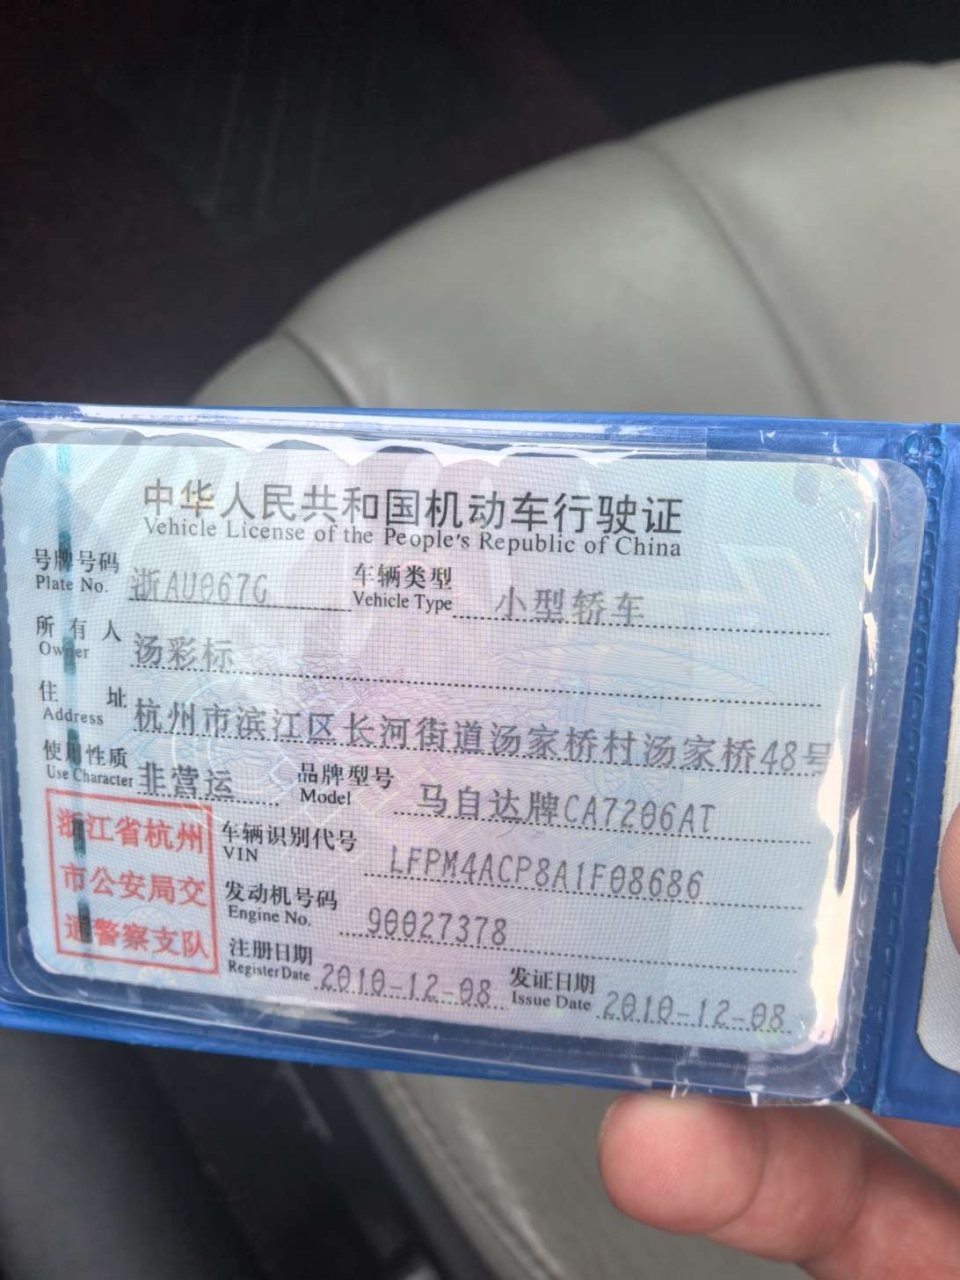 中华人民共和国机动车行驶证
Vehicle License of the People's Republic of China
号牌号码 浙AU067G 车辆类型 小型轿车
Plate No. Vehicle Type
所有人 汤彩标
Owner
住址 杭州市滨江区长河街道汤家桥村汤家桥48号
Address
使用性质 非营运 品牌型号 马自达牌CA7206AT
Use Character Model
浙江省杭州
市公安局交
通警察支队
车辆识别代号 LFPM4ACP8A1F08686
VIN
发动机号码 90027378
Engine No.
注册日期 2010-12-08 发证日期 2010-12-08
Register Date Issue Date